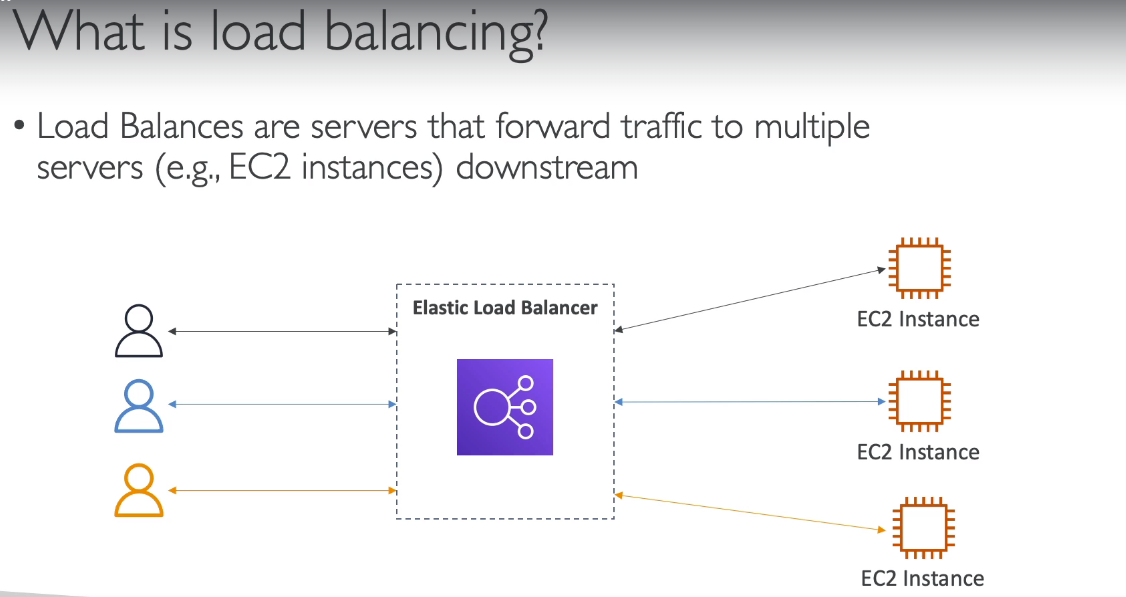 What is load balancing?
• Load Balances are servers that forward traffic to multiple
servers (e.g., EC2 instances) downstream
Elastic Load Balancer
EC2 Instance
EC2 Instance
EC2 Instance